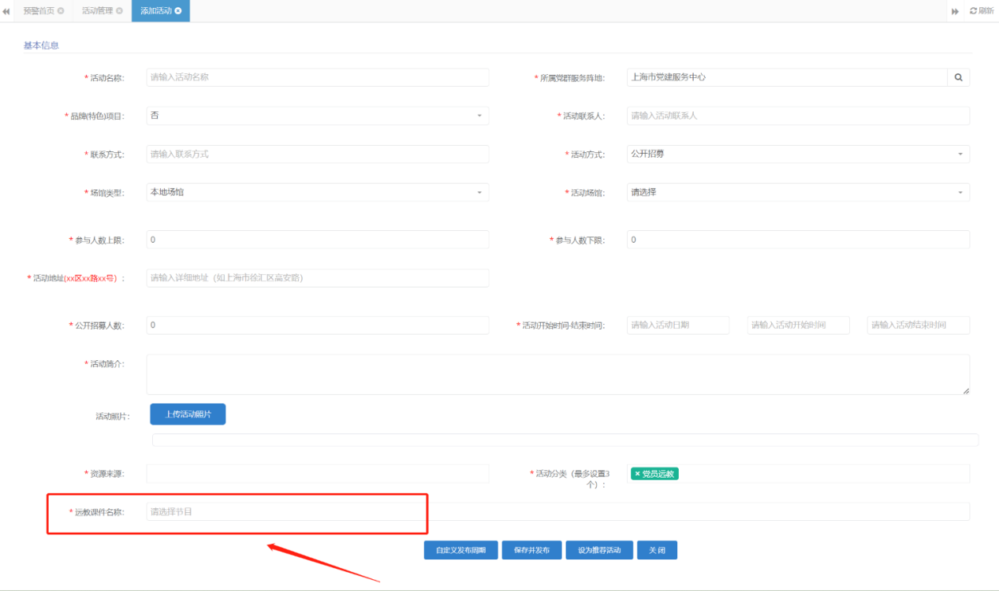 预警首页 活动管理 添加活动 刷新
基本信息
* 活动名称: 请输入活动名称 * 所属党群服务阵地: 上海市党建服务中心
* 品牌(特色)项目: 否 * 活动联系人: 请输入活动联系人
* 联系方式: 请输入联系方式 * 活动方式: 公开招募
* 场馆类型: 本地场馆 * 活动场馆: 请选择
* 参与人数上限: 0 * 参与人数下限: 0
* 活动地址(xx区xx路xx号) : 请输入详细地址（如上海市徐汇区高安路）
* 公开招募人数: 0 * 活动开始时间-结束时间: 请输入活动日期 请输入活动开始时间 请输入活动结束时间
* 活动简介:
活动照片: 上传活动照片
* 资源来源: * 活动分类（最多设置3
个）: × 党员远教
* 远教课件名称: 请选择节目
自定义发布周期 保存并发布 设为推荐活动 关闭